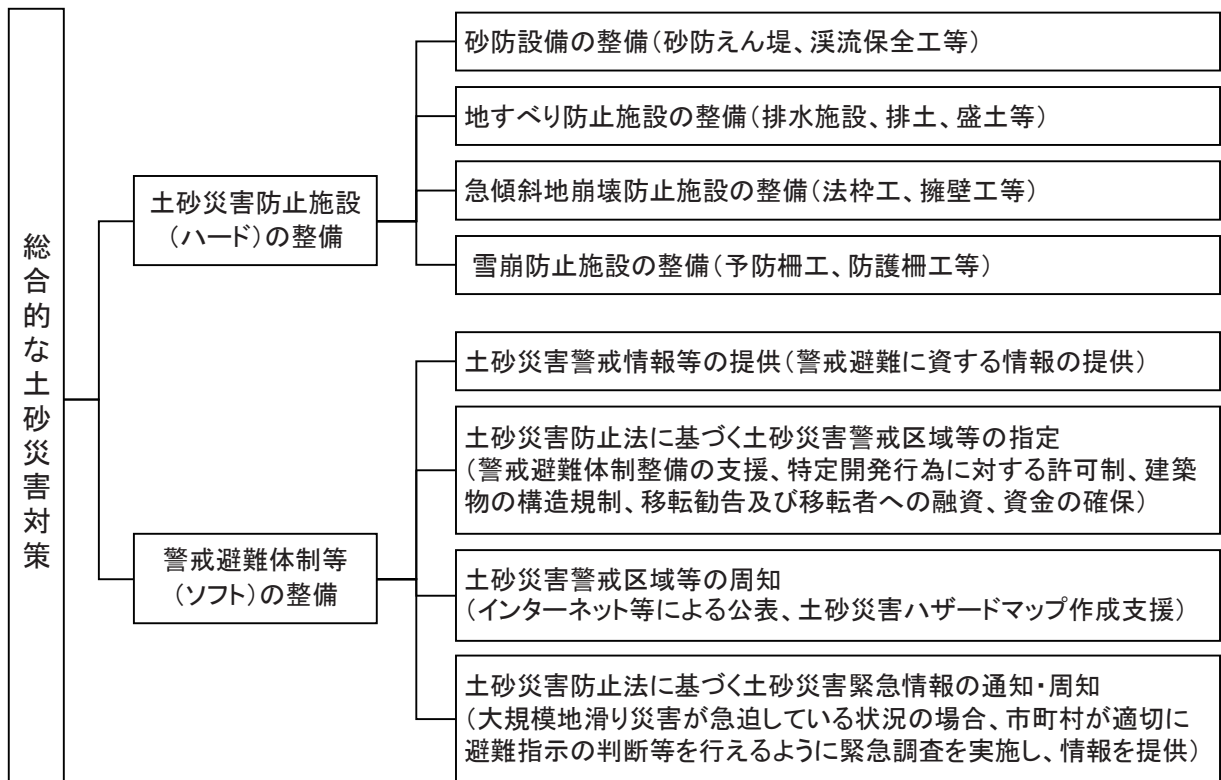 総合的な土砂災害対策
土砂災害防止施設
（ハード）の整備
砂防設備の整備（砂防えん堤、渓流保全工等）
地すべり防止施設の整備（排水施設、排土、盛土等）
急傾斜地崩壊防止施設の整備（法枠工、擁壁工等）
雪崩防止施設の整備（予防柵工、防護柵工等）
警戒避難体制等
（ソフト）の整備
土砂災害警戒情報等の提供（警戒避難に資する情報の提供）
土砂災害防止法に基づく土砂災害警戒区域等の指定
（警戒避難体制整備の支援、特定開発行為に対する許可制、建築
物の構造規制、移転勧告及び移転者への融資、資金の確保）
土砂災害警戒区域等の周知
（インターネット等による公表、土砂災害ハザードマップ作成支援）
土砂災害防止法に基づく土砂災害緊急情報の通知・周知
（大規模地滑り災害が急迫している状況の場合、市町村が適切に
避難指示の判断等を行えるように緊急調査を実施し、情報を提供）